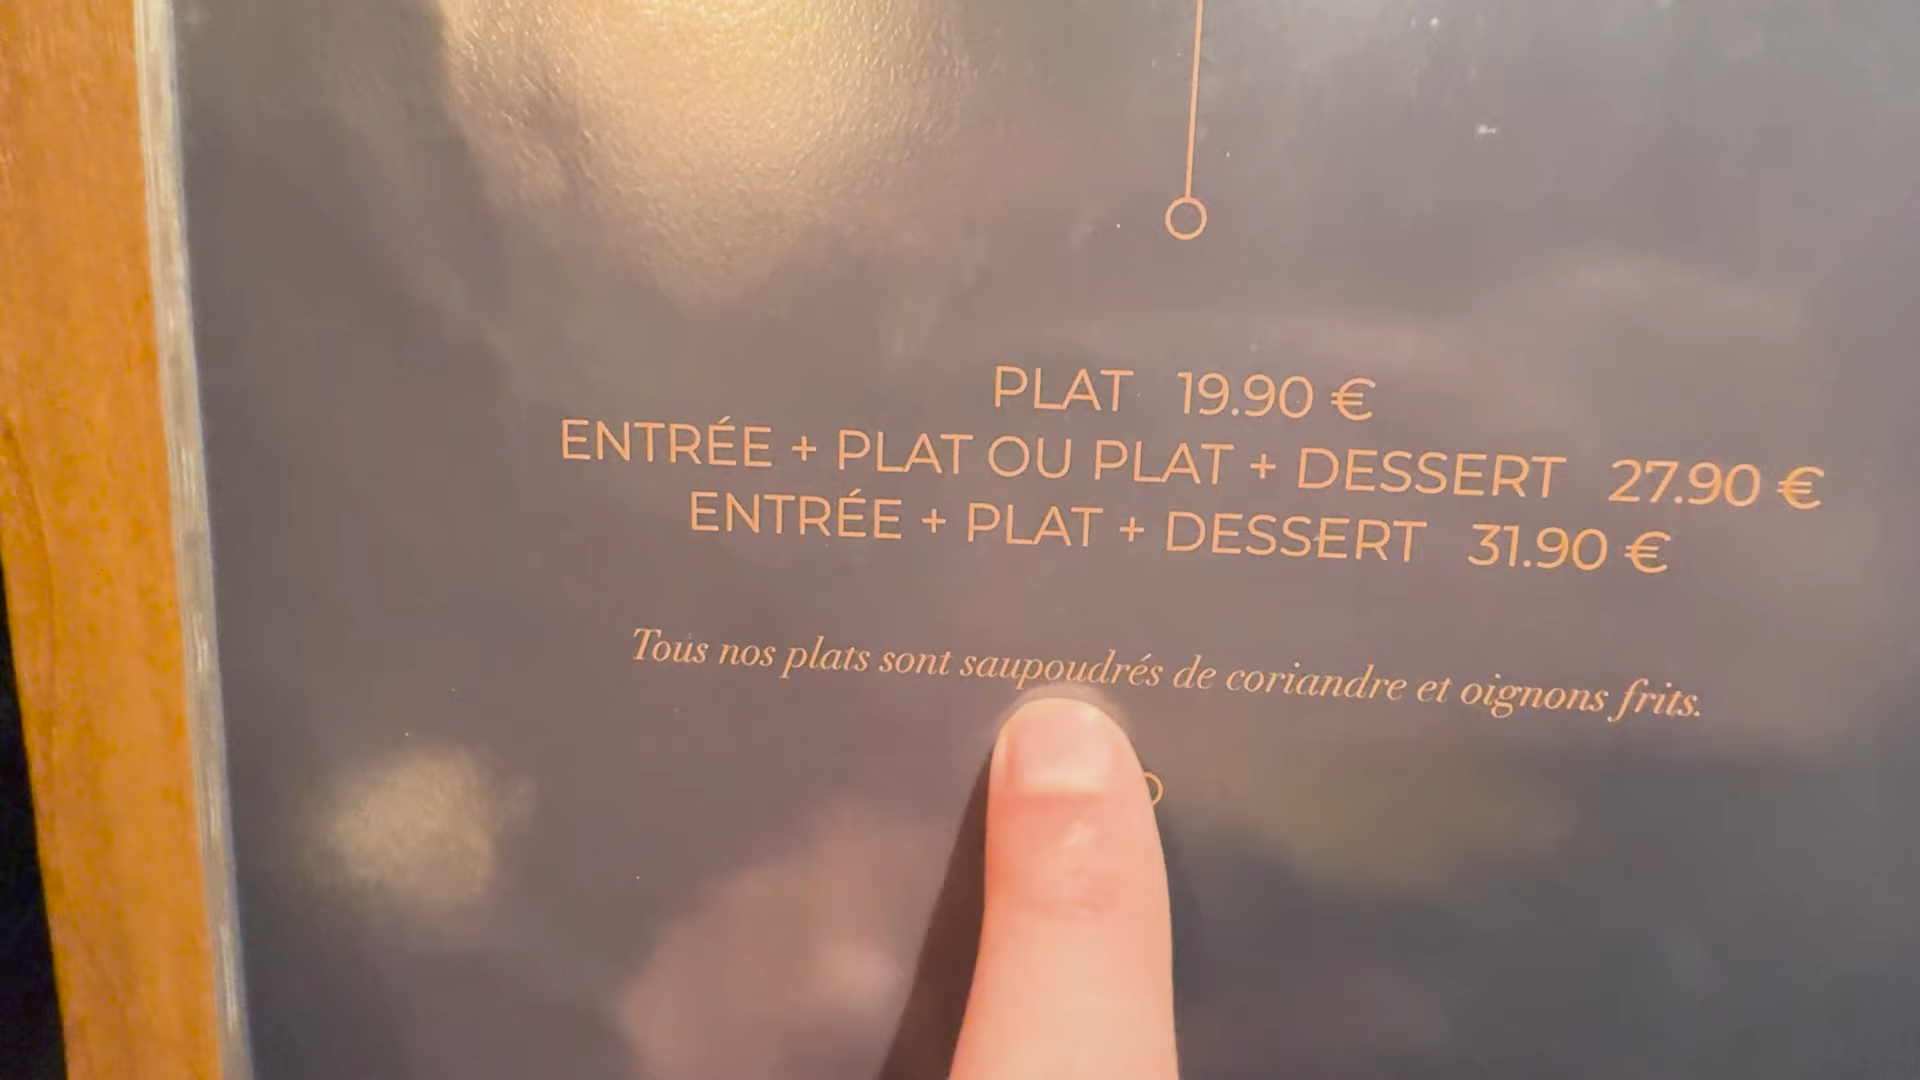 PLAT 19.90 €
ENTRÉE + PLAT OU PLAT + DESSERT 27.90 €
ENTRÉE + PLAT + DESSERT 31.90 €
Tous nos plats sont saupoudrés de coriandre et oignons frits.